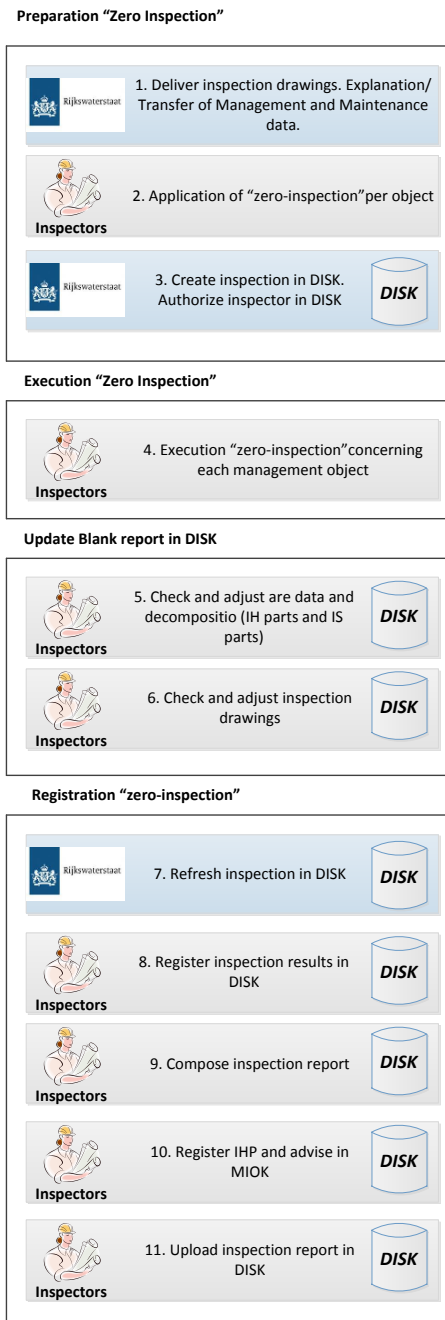 Preparation “Zero Inspection”
Rijkswaterstaat
1. Deliver inspection drawings. Explanation/
Transfer of Management and Maintenance
data.
2. Application of “zero-inspection”per object
Inspectors
Rijkswaterstaat
3. Create inspection in DISK.
Authorize inspector in DISK
DISK
Execution “Zero Inspection”
4. Execution “zero-inspection”concerning
each management object
Inspectors
Update Blank report in DISK
5. Check and adjust are data and
decompositio (IH parts and IS
parts)
DISK
Inspectors
6. Check and adjust inspection
drawings
DISK
Inspectors
Registration “zero-inspection”
Rijkswaterstaat
7. Refresh inspection in DISK
DISK
8. Register inspection results in
DISK
DISK
Inspectors
9. Compose inspection report
DISK
Inspectors
10. Register IHP and advise in
MIOK
DISK
Inspectors
11. Upload inspection report in
DISK
DISK
Inspectors